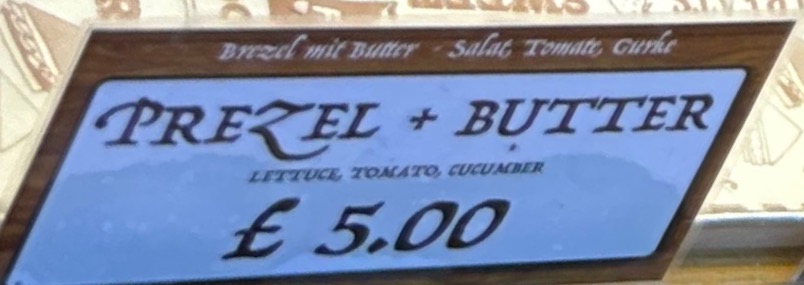 Brezel mit Butter - Salat, Tomate, Gurke
PREZEL + BUTTER
LETTUCE, TOMATO, CUCUMBER
£ 5.00